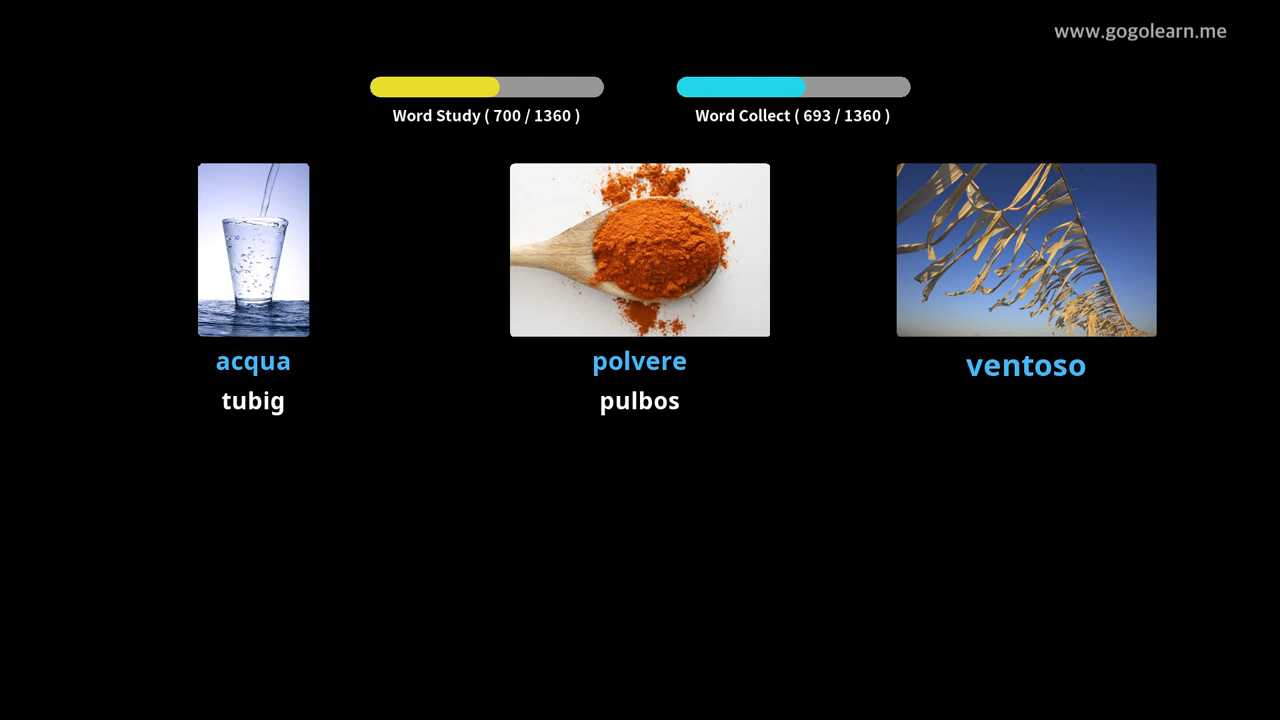 www.gogolearn.me
Word Study ( 700 / 1360 )
Word Collect ( 693 / 1360 )
acqua
tubig
polvere
pulbos
ventoso